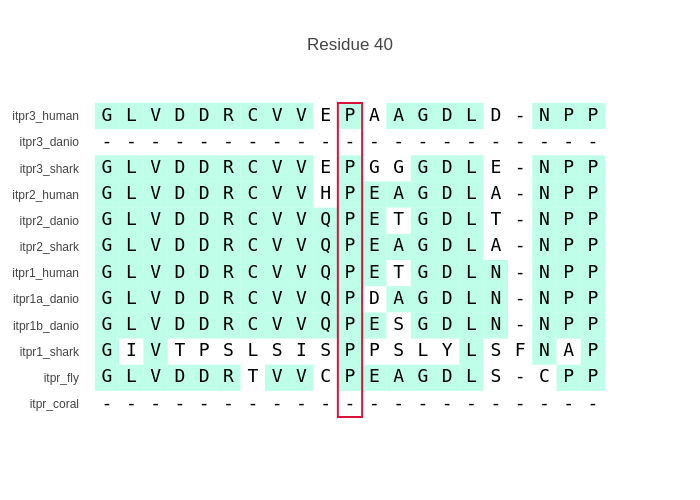 Residue 40
itpr3_human G L V D D R C V V E P A A G D L D - N P P
itpr3_danio - - - - - - - - - - - - - - - - - - - - -
itpr3_shark G L V D D R C V V E P G G G D L E - N P P
itpr2_human G L V D D R C V V H P E A G D L A - N P P
itpr2_danio G L V D D R C V V Q P E T G D L T - N P P
itpr2_shark G L V D D R C V V Q P E A G D L A - N P P
itpr1_human G L V D D R C V V Q P E T G D L N - N P P
itpr1a_danio G L V D D R C V V Q P D A G D L N - N P P
itpr1b_danio G L V D D R C V V Q P E S G D L N - N P P
itpr1_shark G I V T P S L S I S P P S L Y L S F N A P
itpr_fly G L V D D R T V V C P E A G D L S - C P P
itpr_coral - - - - - - - - - - - - - - - - - - - - -